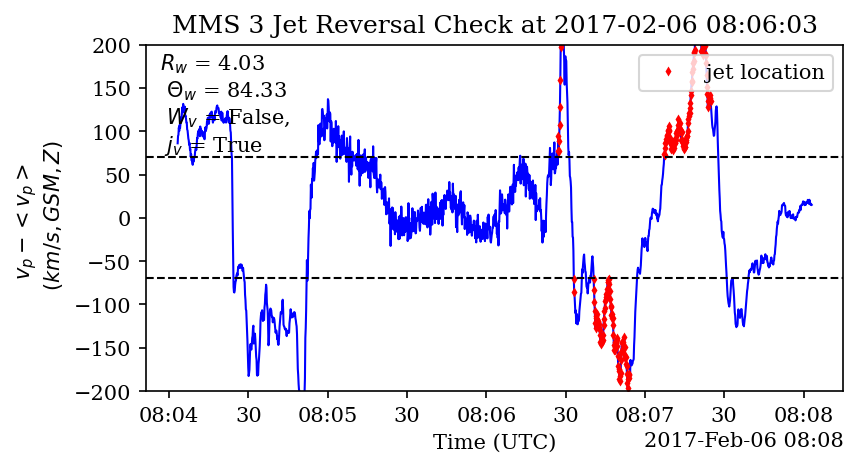 MMS 3 Jet Reversal Check at 2017-02-06 08:06:03
R_w = 4.03
Θ_w = 84.33
W_v = False,
j_v = True
jet location
v_p − < v_p >
(km/s, GSM, Z)
200
150
100
50
0
−50
−100
−150
−200
08:04 30 08:05 30 08:06 30 08:07 30 08:08
Time (UTC)
2017-Feb-06 08:08